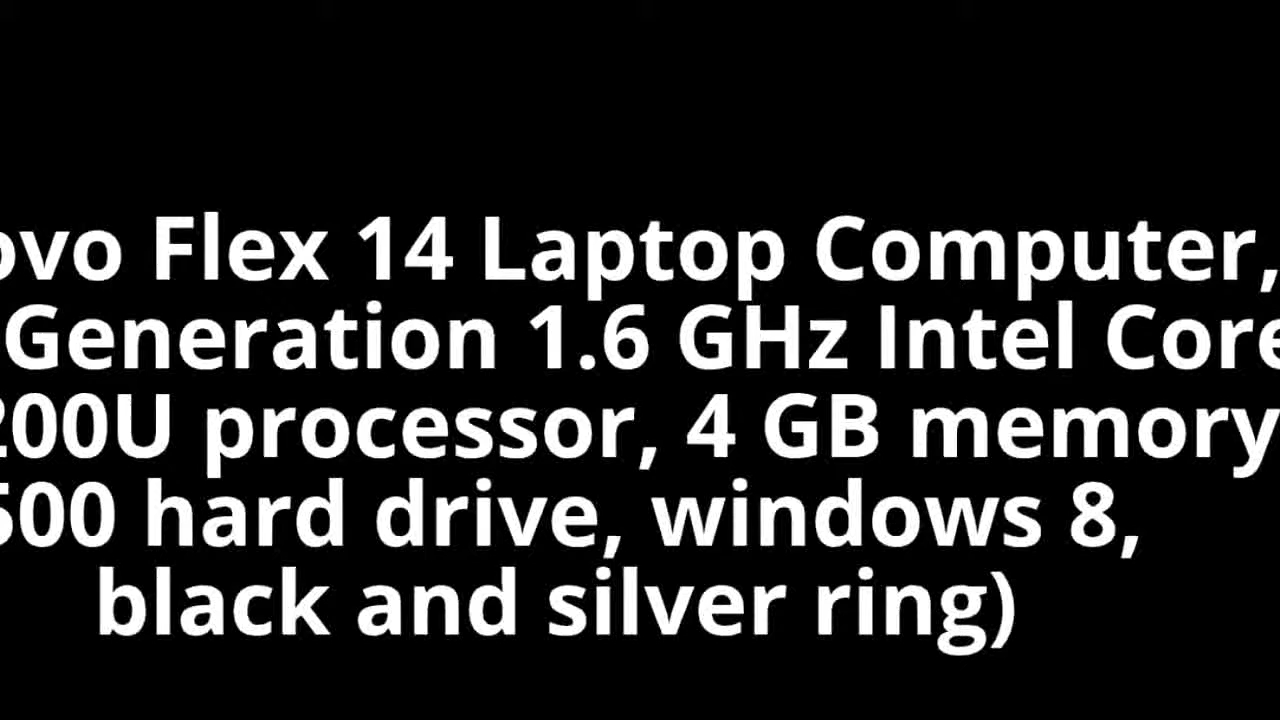 ovo Flex 14 Laptop Computer,
Generation 1.6 GHz Intel Core
200U processor, 4 GB memory
500 hard drive, windows 8,
black and silver ring)